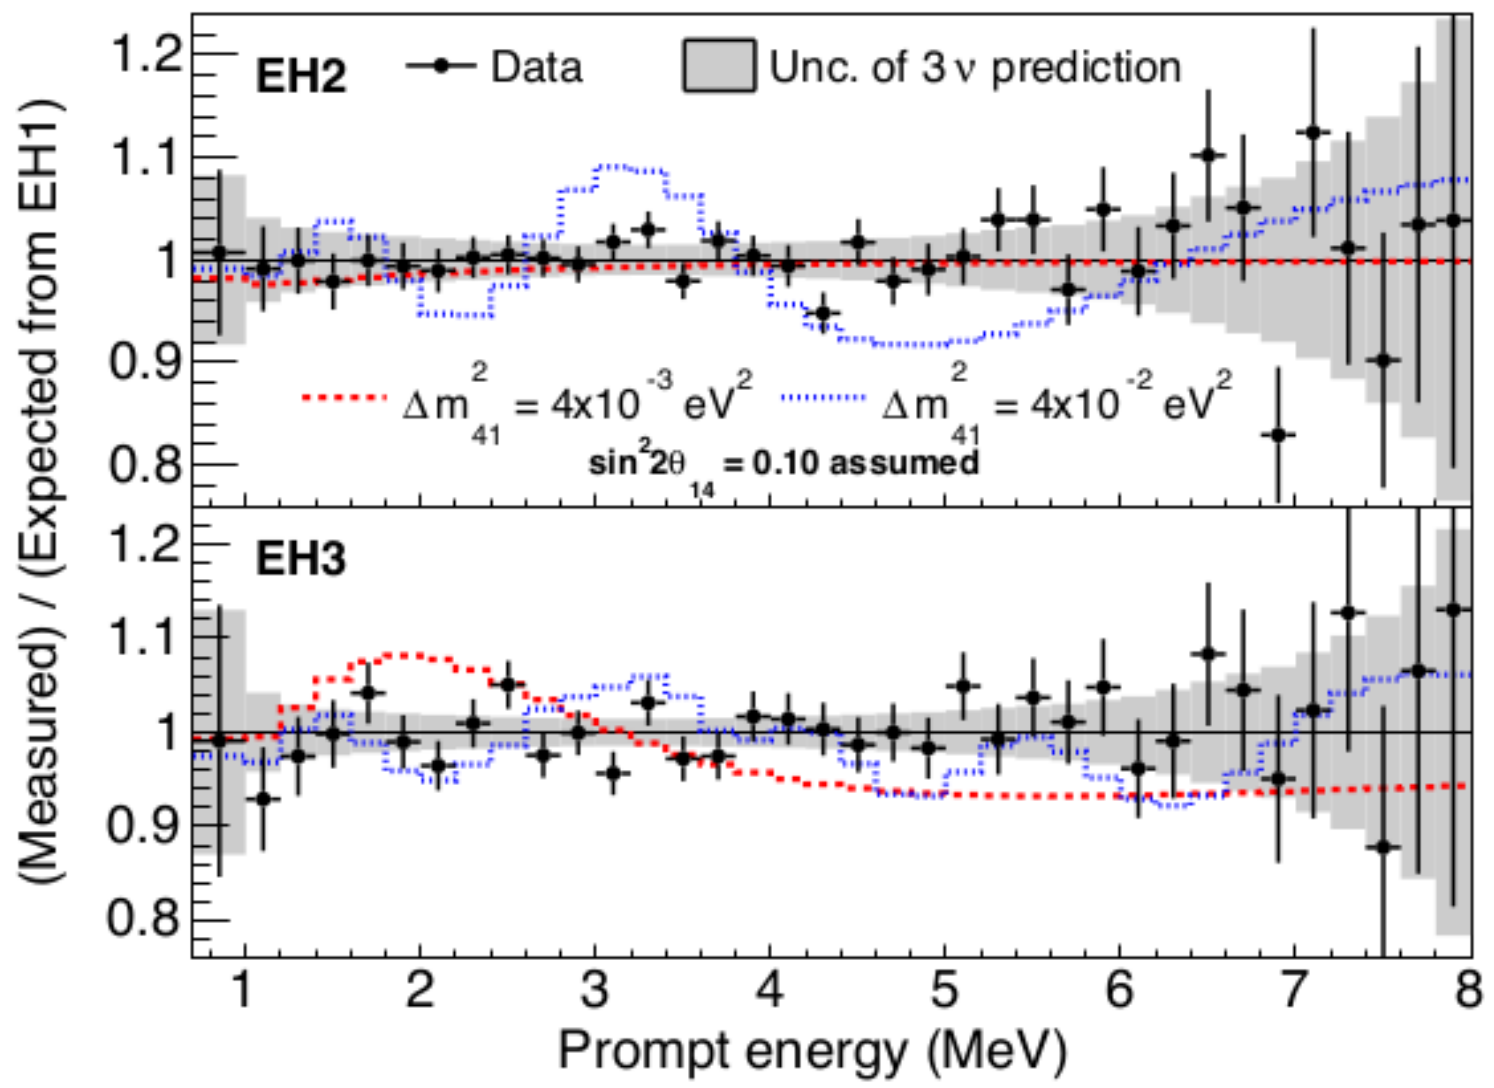 (Measured) / (Expected from EH1)
EH2 Data Unc. of 3 ν prediction
1.2
1.1
1
0.9
0.8
Δm²₄₁ = 4x10⁻³ eV² Δm²₄₁ = 4x10⁻² eV²
sin²2θ₁₄ = 0.10 assumed
EH3
1.2
1.1
1
0.9
0.8
1 2 3 4 5 6 7 8
Prompt energy (MeV)